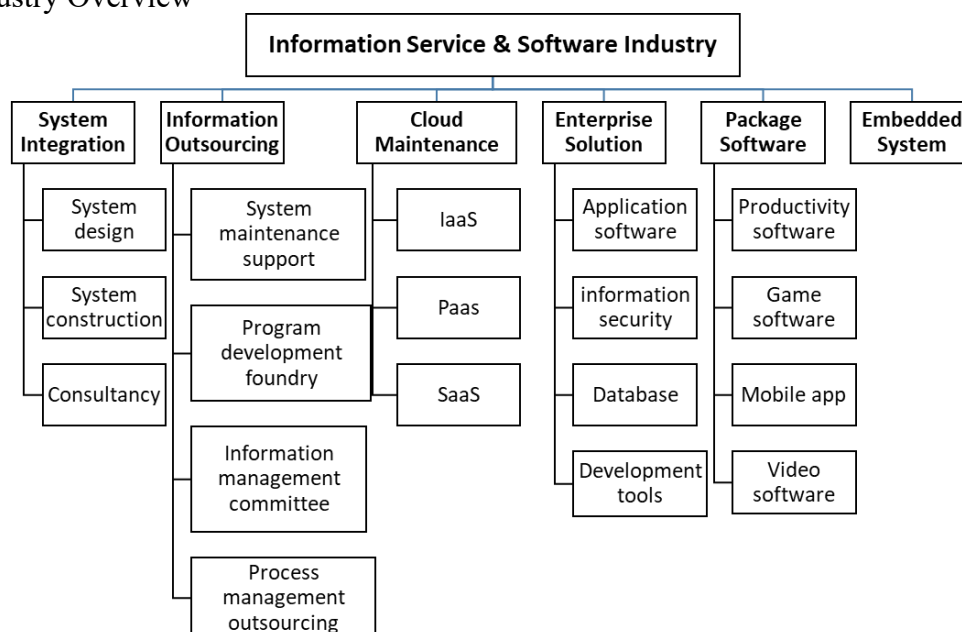 Industry Overview
Information Service & Software Industry
System
Integration
Information
Outsourcing
Cloud
Maintenance
Enterprise
Solution
Package
Software
Embedded
System
System
design
System
construction
Consultancy
System
maintenance
support
Program
development
foundry
Information
management
committee
Process
management
outsourcing
IaaS
Paas
SaaS
Application
software
information
security
Database
Development
tools
Productivity
software
Game
software
Mobile app
Video
software